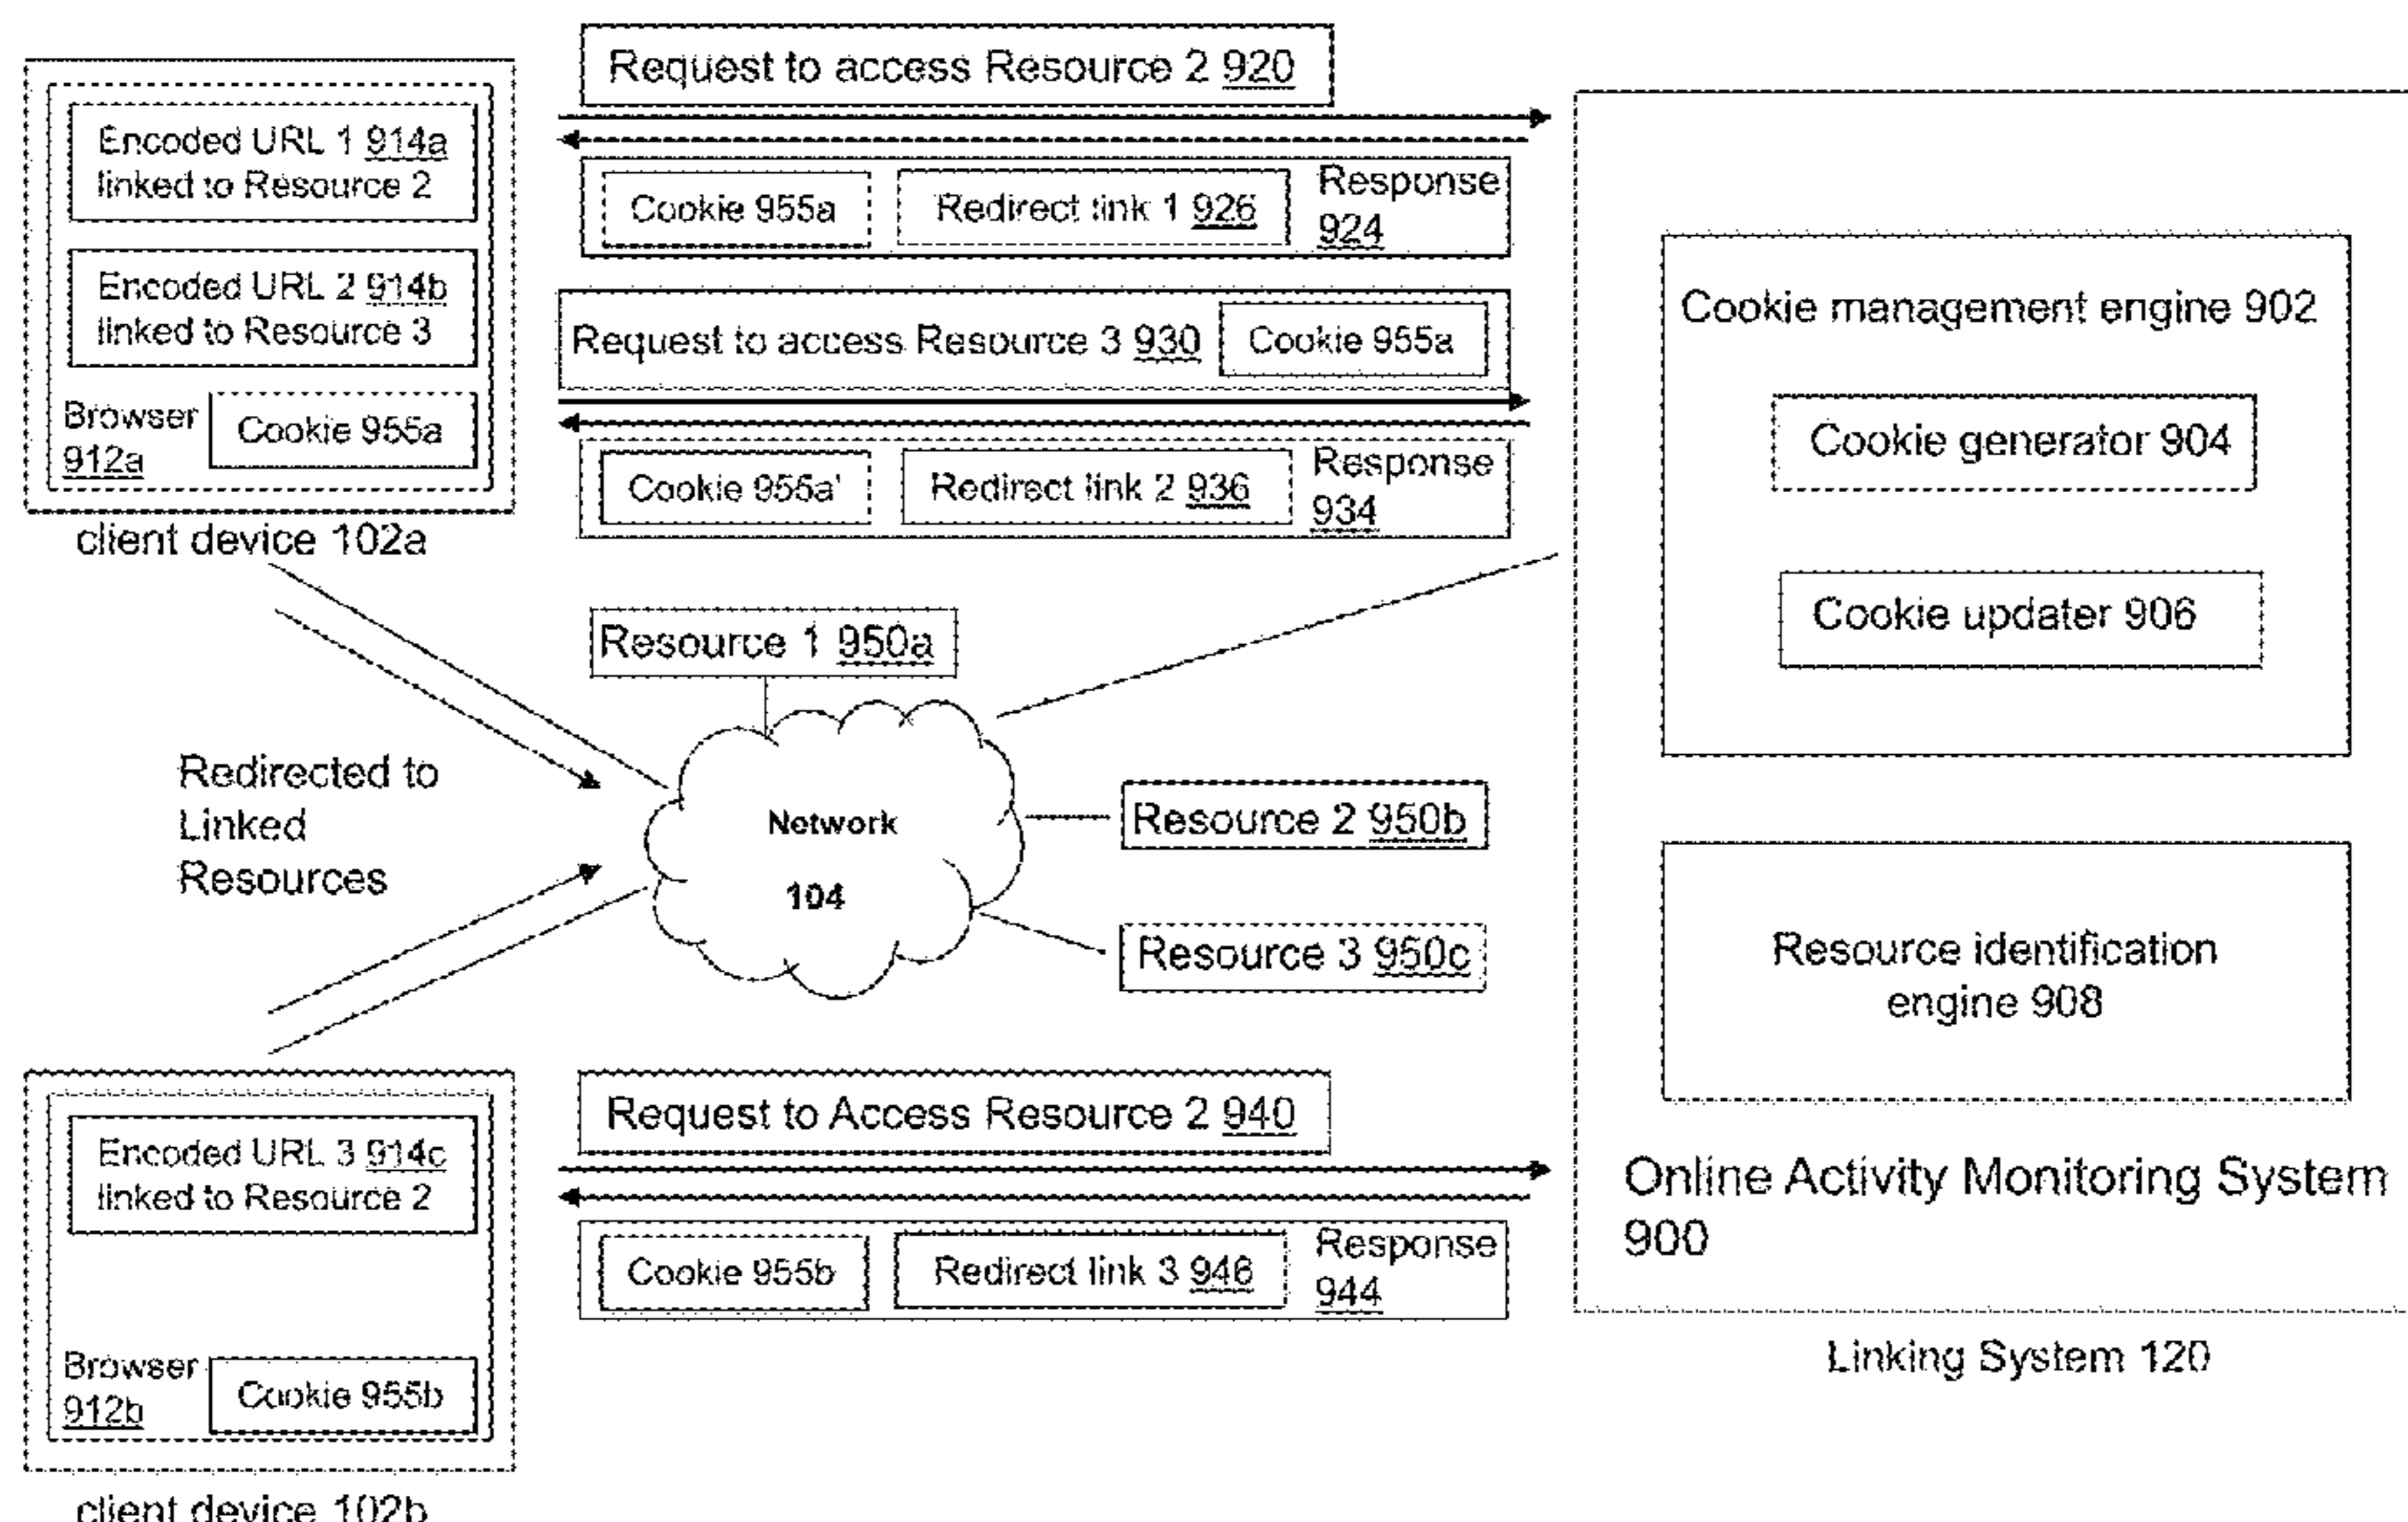 Request to access Resource 2 920
Encoded URL 1 914a
linked to Resource 2
Encoded URL 2 914b
linked to Resource 3
Browser
912a
Cookie 955a
client device 102a
Cookie 955a
Redirect link 1 926
Response
924
Request to access Resource 3 930
Cookie 955a
Cookie 955a'
Redirect link 2 936
Response
934
Cookie management engine 902
Cookie generator 904
Cookie updater 906
Resource 1 950a
Redirected to
Linked
Resources
Network
104
Resource 2 950b
Resource 3 950c
Resource identification
engine 908
Online Activity Monitoring System
900
Linking System 120
Request to Access Resource 2 940
Cookie 955b
Redirect link 3 946
Response
944
Encoded URL 3 914c
linked to Resource 2
Browser
912b
Cookie 955b
client device 102b